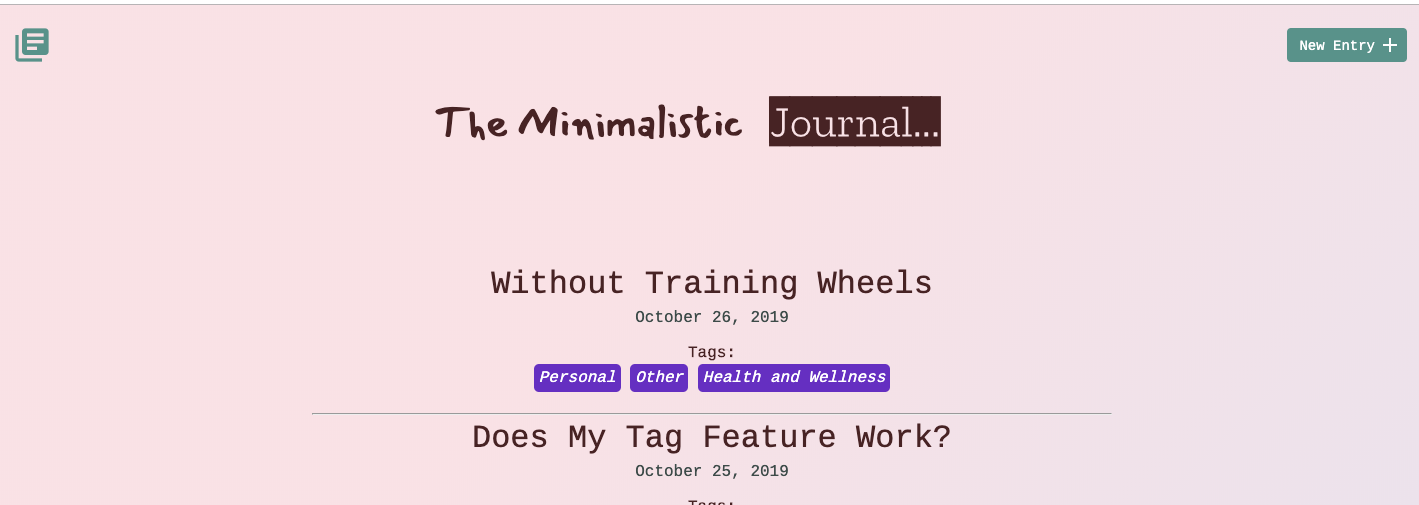 New Entry
The Minimalistic Journal...
Without Training Wheels
October 26, 2019
Tags:
Personal Other Health and Wellness
Does My Tag Feature Work?
October 25, 2019
Tags: